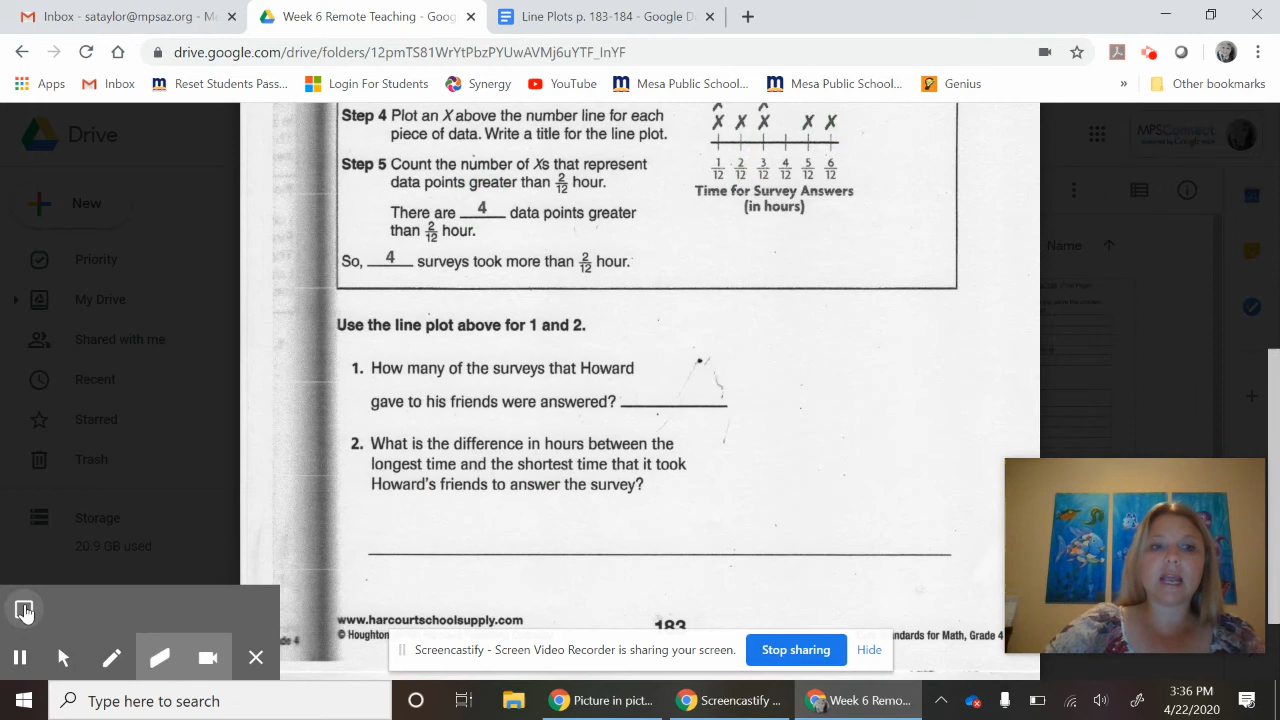 Inbox - sataylor@mpsaz.org - M
Week 6 Remote Teaching - Goog
Line Plots p. 183-184 - Google D
drive.google.com/drive/folders/12pmTS81WrYtPbzPYUwAVMj6uYTF_InYF
Apps
Inbox
Reset Students Pass...
Login For Students
Synergy
YouTube
Mesa Public School...
Mesa Public School...
Genius
»
Other bookmarks
Drive
New
Priority
My Drive
Shared with me
Recent
Starred
Trash
Storage
20.9 GB used
MPSConnect
Name
Step 4 Plot an X above the number line for each
piece of data. Write a title for the line plot.
Step 5 Count the number of Xs that represent
data points greater than 2/12 hour.
There are 4 data points greater
than 2/12 hour.
So, 4 surveys took more than 2/12 hour.
X X X X X
1/12 2/12 3/12 4/12 5/12 6/12
Time for Survey Answers
(in hours)
Use the line plot above for 1 and 2.
1. How many of the surveys that Howard
gave to his friends were answered?
2. What is the difference in hours between the
longest time and the shortest time that it took
Howard's friends to answer the survey?
www.harcourtschoolsupply.com
183
© Houghton
de 4
Standards for Math, Grade 4
Screencastify - Screen Video Recorder is sharing your screen.
Stop sharing
Hide
Type here to search
Picture in pict...
Screencastify ...
Week 6 Remo...
3:36 PM
4/22/2020